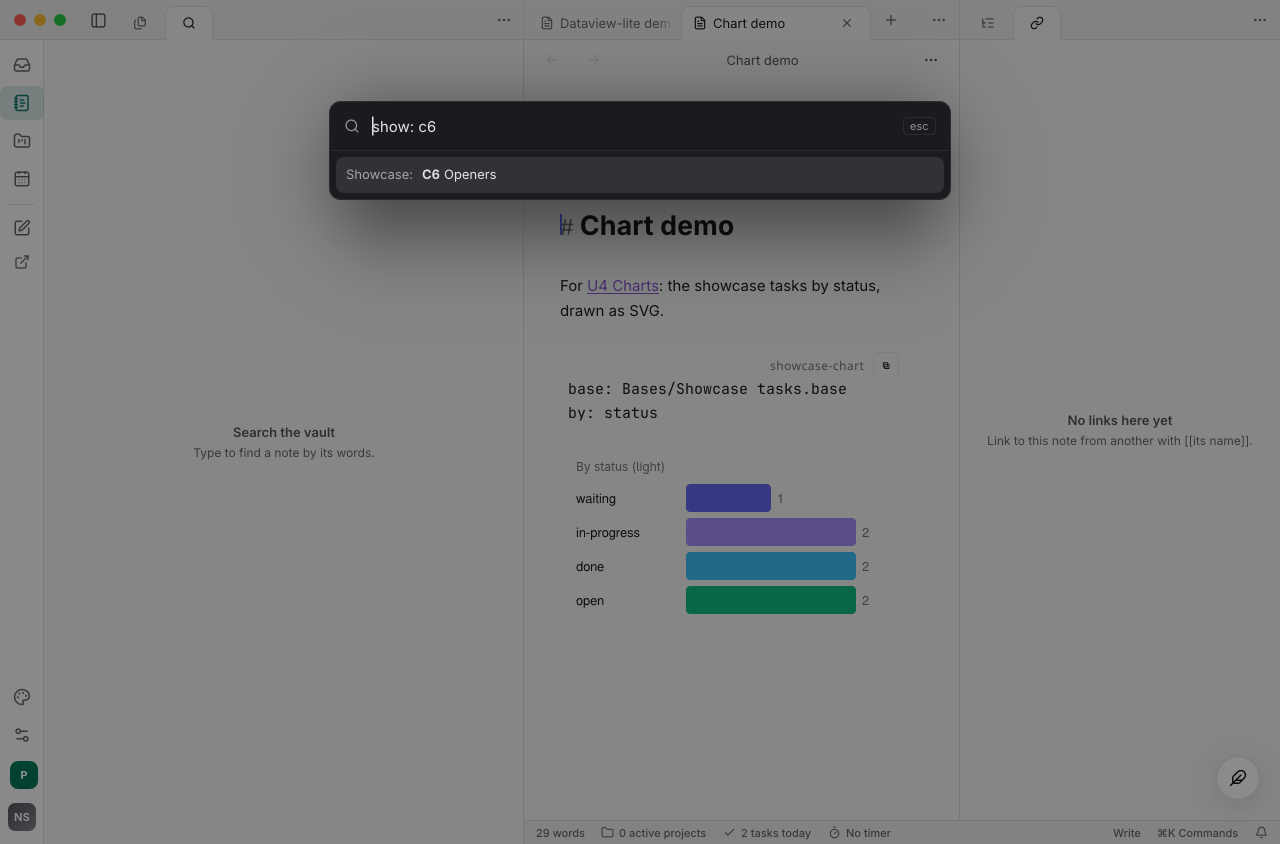 Dataview-lite dem
Chart demo
Chart demo
show: c6
esc
Showcase: C6 Openers
# Chart demo
For U4 Charts: the showcase tasks by status,
drawn as SVG.
showcase-chart
base: Bases/Showcase tasks.base
by: status
By status (light)
waiting 1
in-progress 2
done 2
open 2
Search the vault
Type to find a note by its words.
No links here yet
Link to this note from another with [[its name]].
P
NS
29 words
0 active projects
2 tasks today
No timer
Write
⌘K Commands